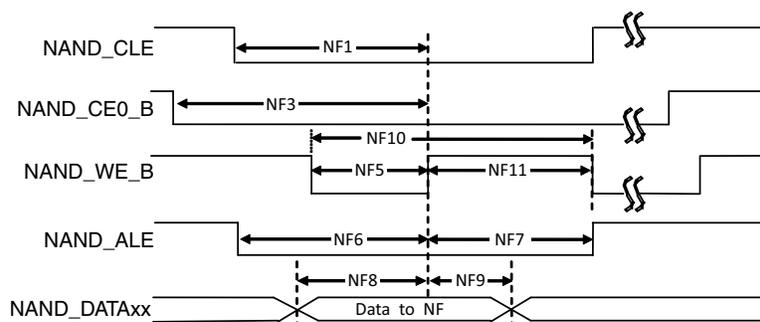 NAND_CLE
NF1
NAND_CE0_B
NF3
NF10
NAND_WE_B
NF5
NF11
NAND_ALE
NF6
NF7
NF8
NF9
NAND_DATAxx
Data to NF